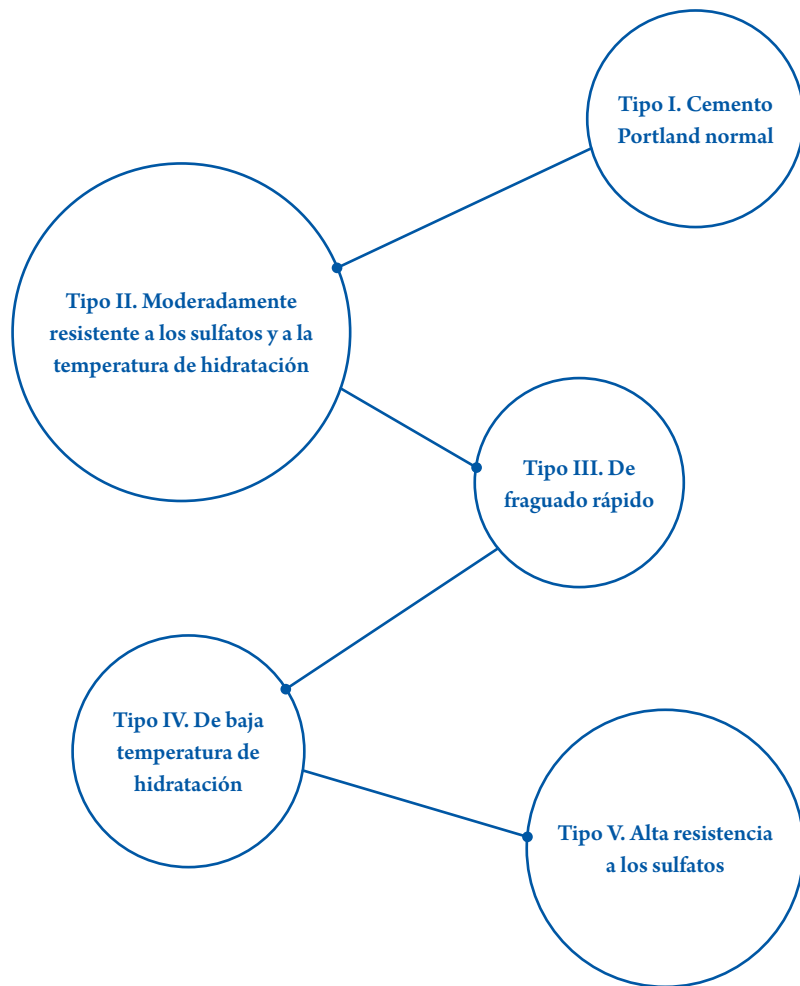 Tipo I. Cemento
Portland normal
Tipo II. Moderadamente
resistente a los sulfatos y a la
temperatura de hidratación
Tipo III. De
fraguado rápido
Tipo IV. De baja
temperatura de
hidratación
Tipo V. Alta resistencia
a los sulfatos